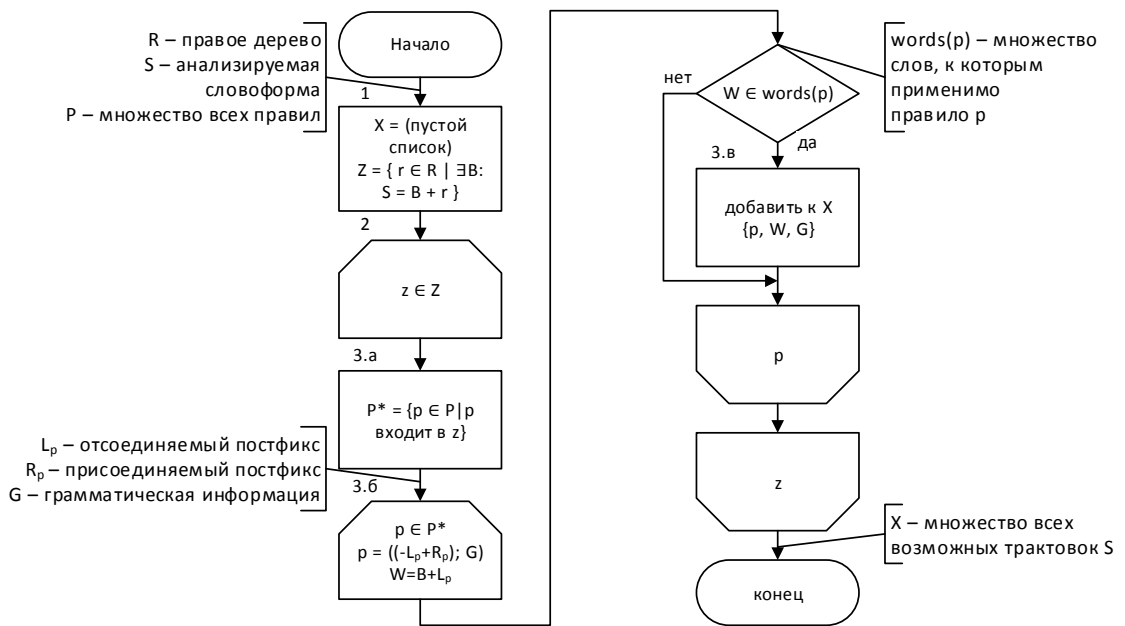 R – правое дерево
S – анализируемая
словоформа
P – множество всех правил
Начало
1
X = (пустой
список)
Z = { r ∈ R | ∃B:
S = B + r }
2
z ∈ Z
3.а
P* = {p ∈ P|p
входит в z}
Lₚ – отсоединяемый постфикс
Rₚ – присоединяемый постфикс
G – грамматическая информация
3.б
p ∈ P*
p = ((-Lₚ+Rₚ); G)
W=B+Lₚ
words(p) – множество
слов, к которым
применимо
правило p
нет
W ∈ words(p)
да
3.в
добавить к X
{p, W, G}
p
z
X – множество всех
возможных трактовок S
конец